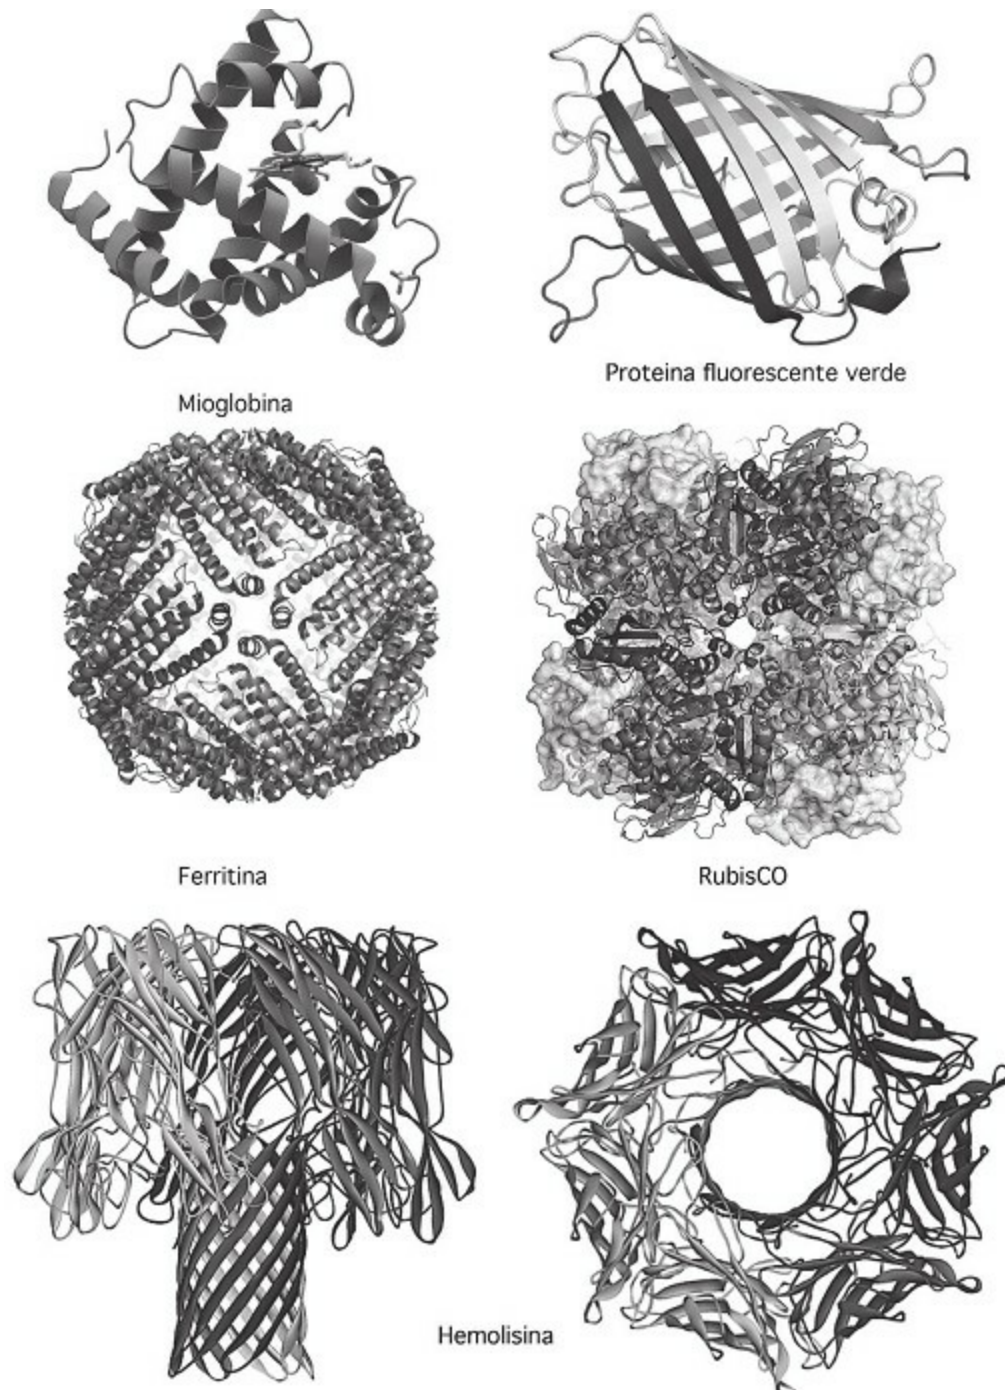 Proteina fluorescente verde
Mioglobina
Ferritina
RubisCO
Hemolisina